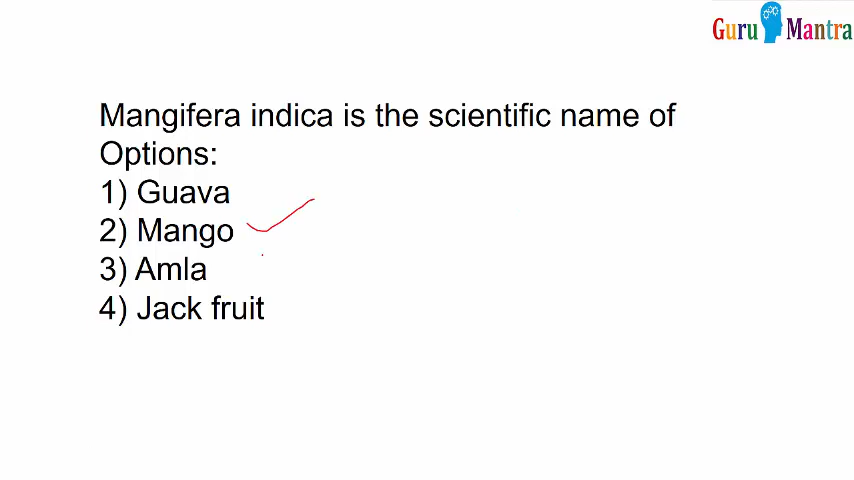 Guru Mantra
Mangifera indica is the scientific name of
Options:
1) Guava
2) Mango
3) Amla
4) Jack fruit